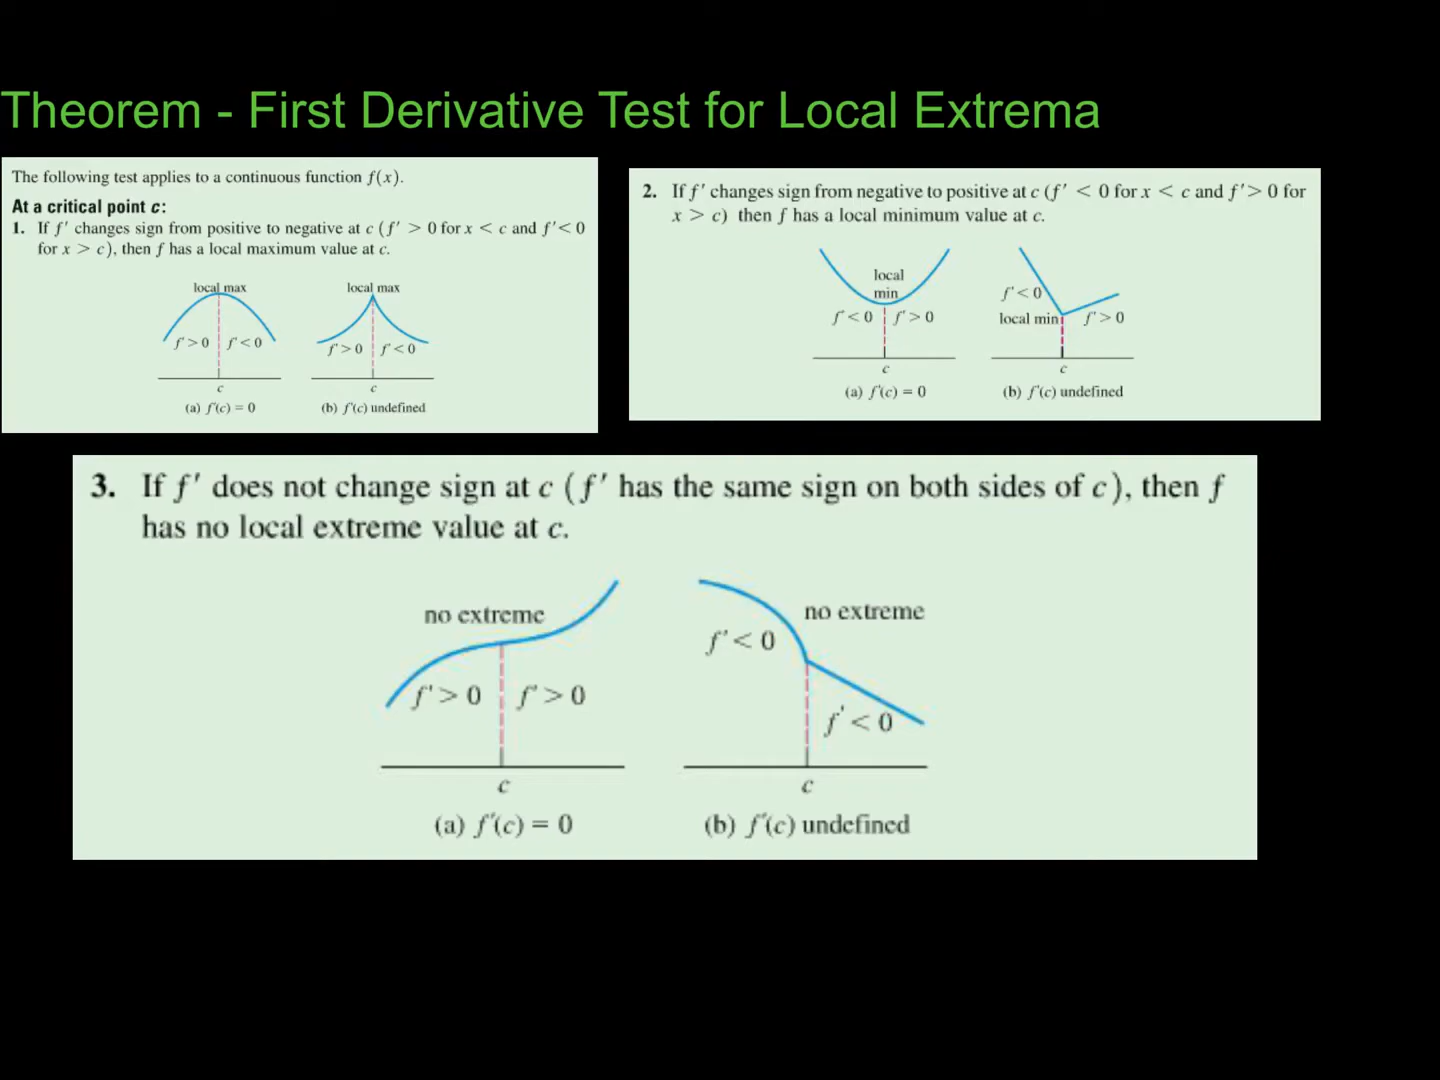 Theorem - First Derivative Test for Local Extrema
The following test applies to a continuous function f(x).
At a critical point c:
1. If f′ changes sign from positive to negative at c (f′ > 0 for x < c and f′< 0
for x > c), then f has a local maximum value at c.
local max
local max
f′>0 f′<0
f′>0 f′<0
c
c
(a) f′(c) = 0
(b) f′(c) undefined
2. If f′ changes sign from negative to positive at c (f′ < 0 for x < c and f′> 0 for
x > c) then f has a local minimum value at c.
local
min
f′<0 f′>0
f′<0
local min f′>0
c
c
(a) f′(c) = 0
(b) f′(c) undefined
3. If f′ does not change sign at c (f′ has the same sign on both sides of c), then f
has no local extreme value at c.
no extreme
no extreme
f′<0
f′>0 f′>0
f′<0
c
c
(a) f′(c) = 0
(b) f′(c) undefined